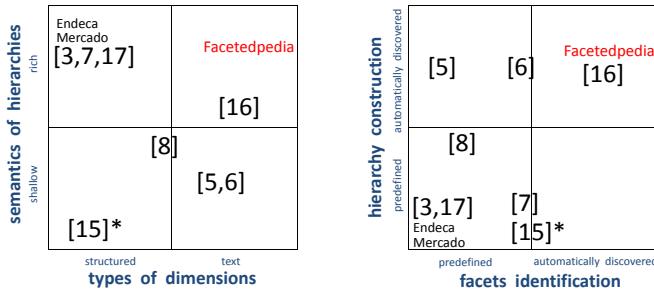 semantics of hierarchies
rich
shallow
Endeca
Mercado
[3,7,17]
Facetedpedia
[16]
[8]
[5,6]
[15]*
structured
text
types of dimensions
hierarchy construction
automatically discovered
predefined
Facetedpedia
[5]
[6]
[16]
[8]
[3,17]
[7]
Endeca
Mercado
[15]*
predefined
automatically discovered
facets identification